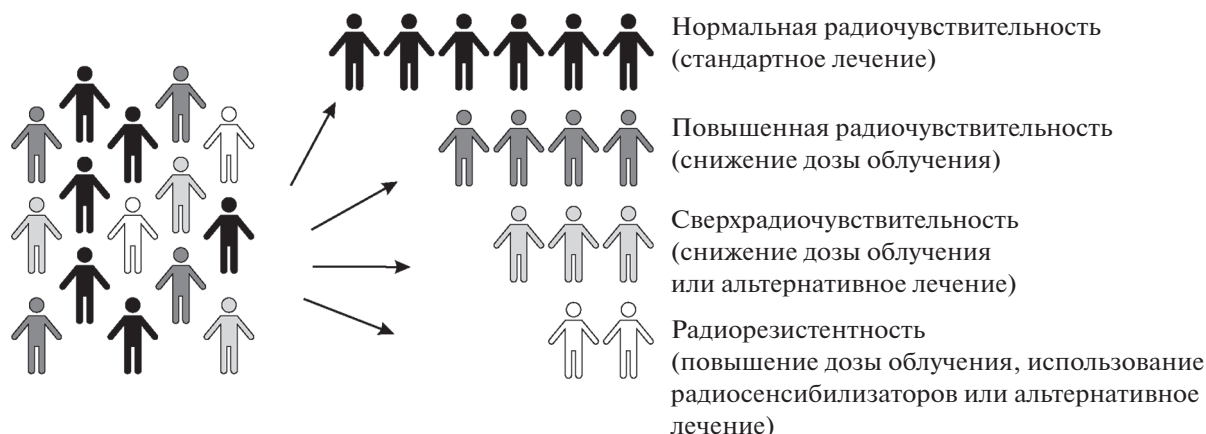 Нормальная радиочувствительность
(стандартное лечение)
Повышенная радиочувствительность
(снижение дозы облучения)
Сверхрадиочувствительность
(снижение дозы облучения
или альтернативное лечение)
Радиорезистентность
(повышение дозы облучения, использование
радиосенсибилизаторов или альтернативное
лечение)